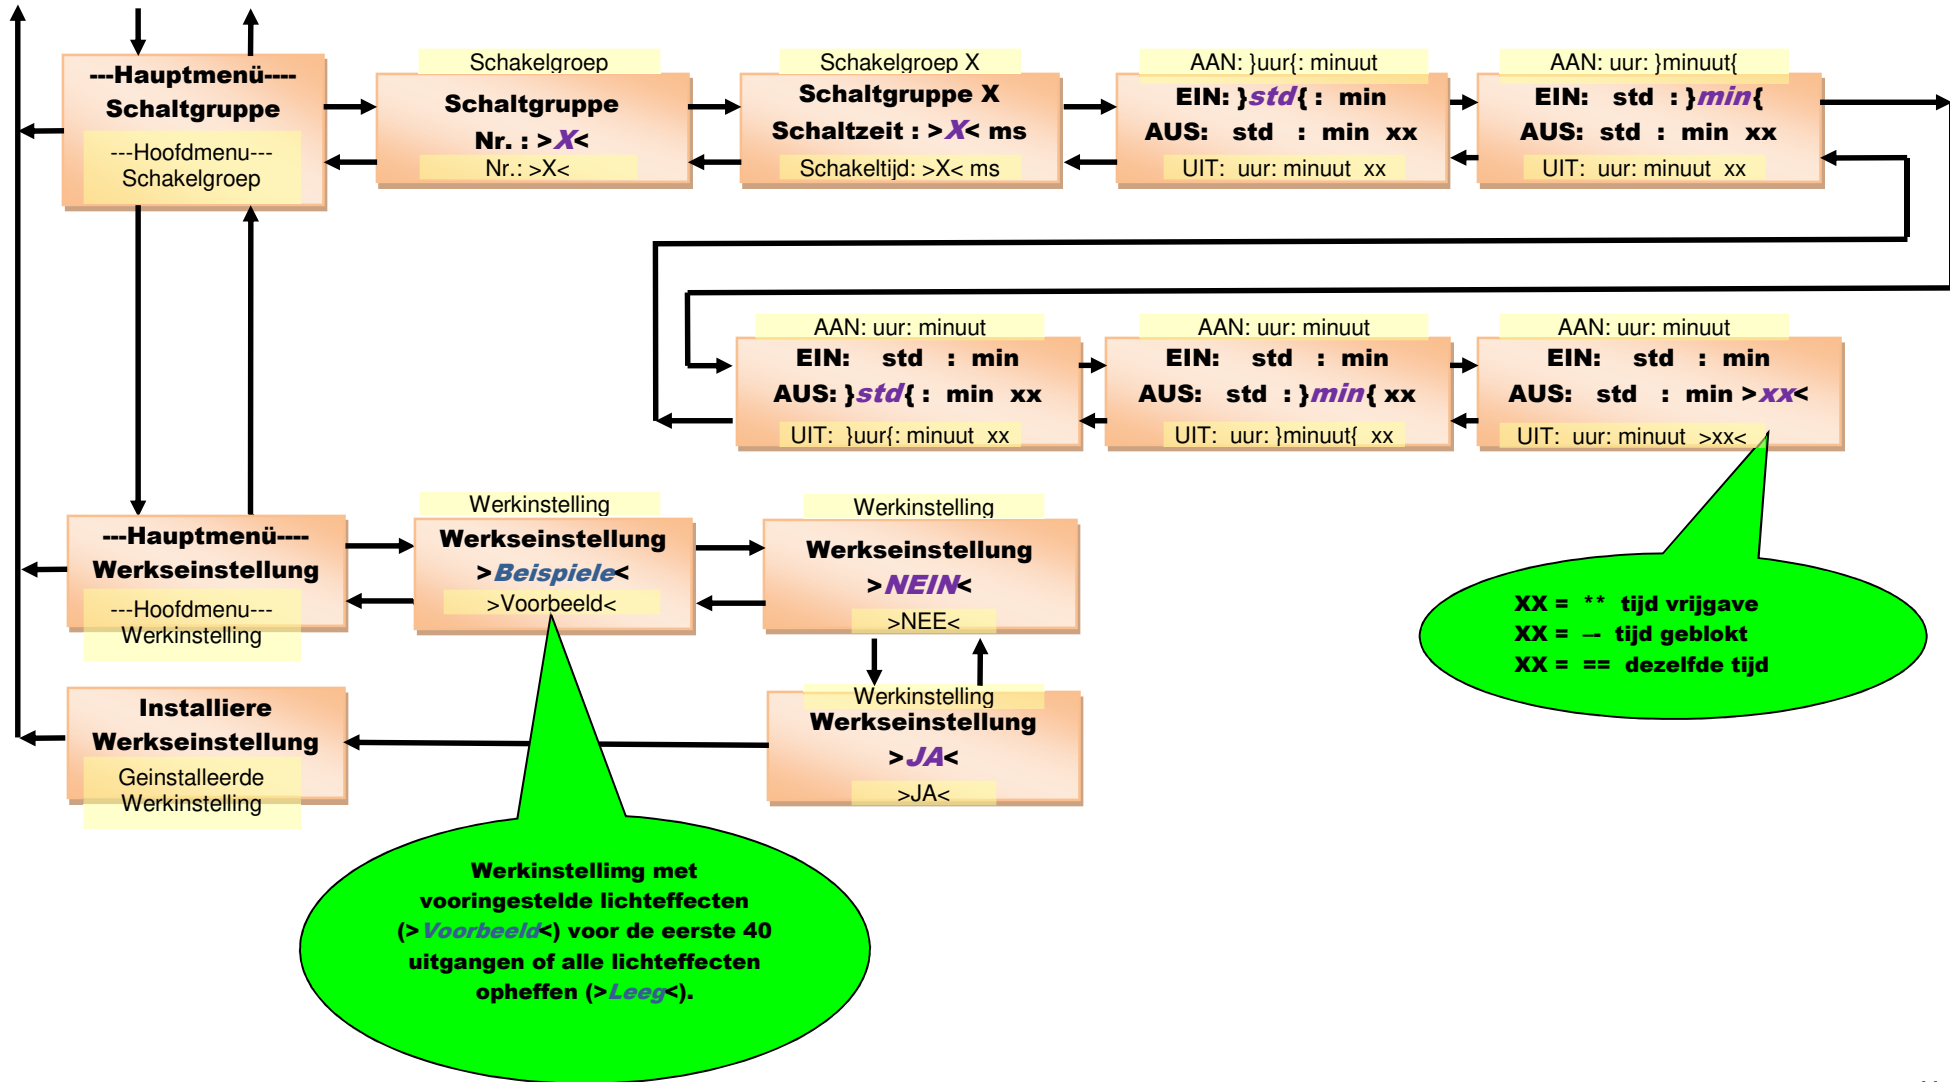 ---Hauptmenü----
Schaltgruppe
---Hoofdmenu---
Schakelgroep
Schakelgroep
Schaltgruppe
Nr. : >X<
Nr.: >X<
Schakelgroep X
Schaltgruppe X
Schaltzeit : >X< ms
Schakeltijd: >X< ms
AAN: }uur{: minuut
EIN: }std{ : min
AUS: std : min xx
UIT: uur: minuut xx
AAN: uur: }minuut{
EIN: std : }min{
AUS: std : min xx
UIT: uur: minuut xx
AAN: uur: minuut
EIN: std : min
AUS: }std{ : min xx
UIT: }uur{: minuut xx
AAN: uur: minuut
EIN: std : min
AUS: std : }min{ xx
UIT: uur: }minuut{ xx
AAN: uur: minuut
EIN: std : min
AUS: std : min >xx<
UIT: uur: minuut >xx<
---Hauptmenü----
Werkseinstellung
---Hoofdmenu---
Werkinstelling
Werkinstelling
Werkseinstellung
>Beispiele<
>Voorbeeld<
Werkinstelling
Werkseinstellung
>NEIN<
>NEE<
XX = ** tijd vrijgave
XX = –- tijd geblokt
XX = == dezelfde tijd
Installiere
Werkseinstellung
Geinstalleerde
Werkinstelling
Werkinstelling
Werkseinstellung
>JA<
>JA<
Werkinstellimg met
vooringestelde lichteffecten
(>Voorbeeld<) voor de eerste 40
uitgangen of alle lichteffecten
opheffen (>Leeg<).